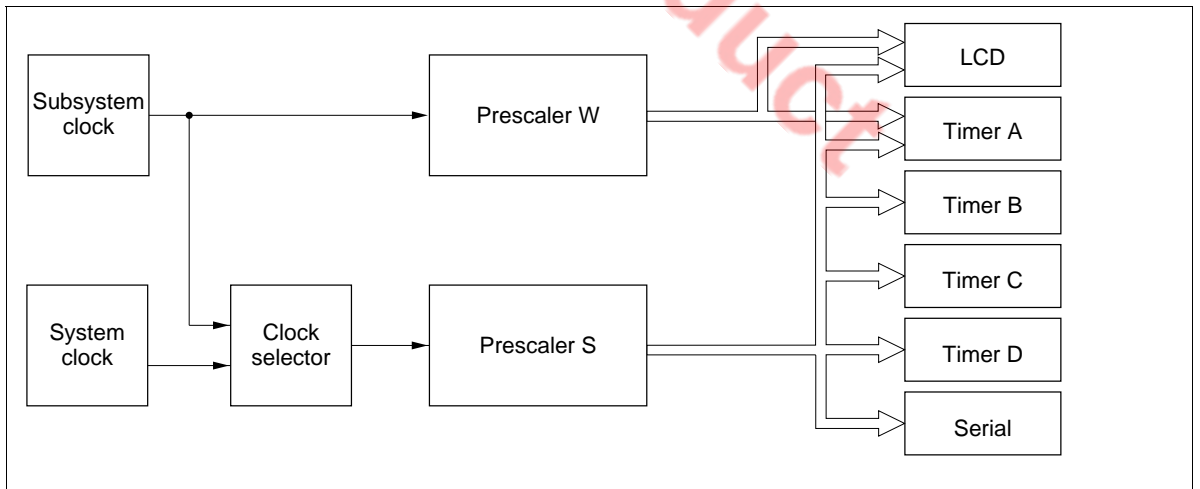 Subsystem
clock
Prescaler W
LCD
Timer A
Timer B
System
clock
Clock
selector
Prescaler S
Timer C
Timer D
Serial